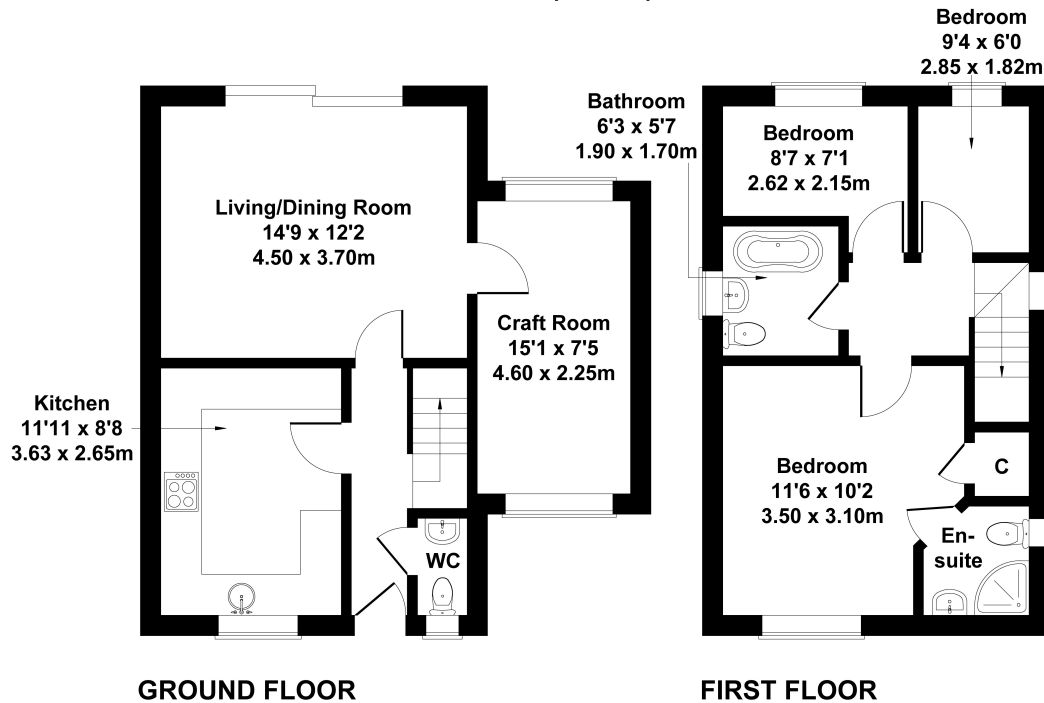 Bedroom
9'4 x 6'0
2.85 x 1.82m
Bathroom
6'3 x 5'7
1.90 x 1.70m
Bedroom
8'7 x 7'1
2.62 x 2.15m
Living/Dining Room
14'9 x 12'2
4.50 x 3.70m
Craft Room
15'1 x 7'5
4.60 x 2.25m
Kitchen
11'11 x 8'8
3.63 x 2.65m
Bedroom
11'6 x 10'2
3.50 x 3.10m
C
WC
En-
suite
GROUND FLOOR
FIRST FLOOR